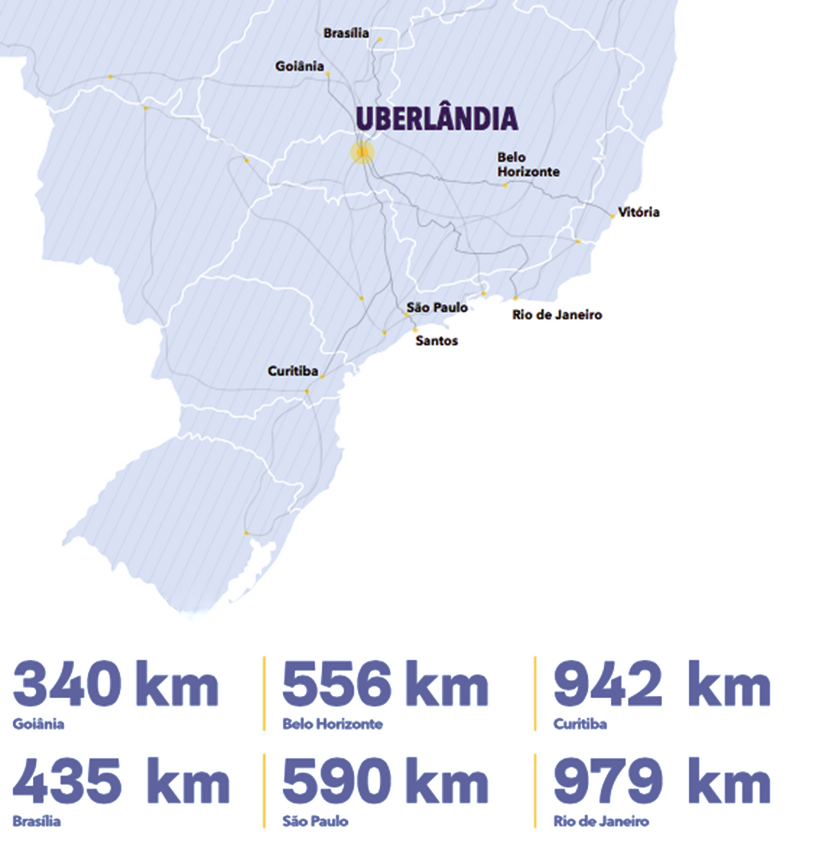 Brasília
Goiânia
UBERLÂNDIA
Belo
Horizonte
Vitória
São Paulo
Rio de Janeiro
Santos
Curitiba
340 km
Goiânia
556 km
Belo Horizonte
942 km
Curitiba
435 km
Brasília
590 km
São Paulo
979 km
Rio de Janeiro